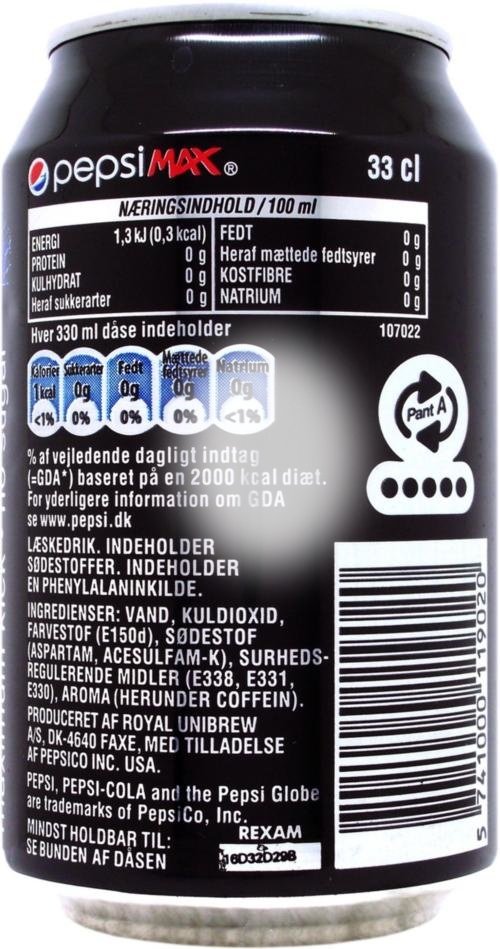 pepsi MAX ®
33 cl
NÆRINGSINDHOLD / 100 ml
ENERGI 1,3 kJ (0,3 kcal)
PROTEIN 0 g
KULHYDRAT 0 g
Heraf sukkerarter 0 g
FEDT 0 g
Heraf mættede fedtsyrer 0 g
KOSTFIBRE 0 g
NATRIUM 0 g
Hver 330 ml dåse indeholder
107022
Kalorier 1 kcal <1%
Sukkerarter 0g 0%
Fedt 0g 0%
Mættede fedtsyrer 0g 0%
Natrium 0g <1%
Pant A
% af vejledende dagligt indtag
(=GDA*) baseret på en 2000 kcal diæt.
For yderligere information om GDA
se www.pepsi.dk
LÆSKEDRIK. INDEHOLDER
SØDESTOFFER. INDEHOLDER
EN PHENYLALANINKILDE.
INGREDIENSER: VAND, KULDIOXID,
FARVESTOF (E150d), SØDESTOF
(ASPARTAM, ACESULFAM-K), SURHEDS-
REGULERENDE MIDLER (E338, E331,
E330), AROMA (HERUNDER COFFEIN).
PRODUCERET AF ROYAL UNIBREW
A/S, DK-4640 FAXE, MED TILLADELSE
AF PEPSICO INC. USA.
PEPSI, PEPSI-COLA and the Pepsi Globe
are trademarks of PepsiCo, Inc.
MINDST HOLDBAR TIL:
SE BUNDEN AF DÅSEN
REXAM
16D32D29B
5 741000 119020